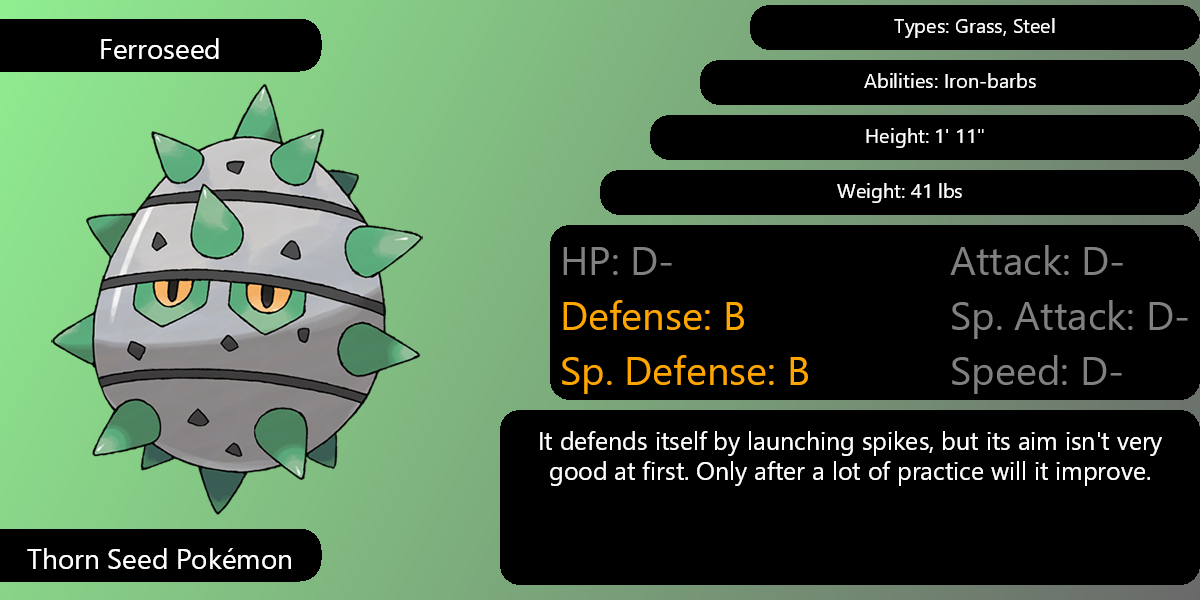 Ferroseed
Types: Grass, Steel
Abilities: Iron-barbs
Height: 1' 11"
Weight: 41 lbs
HP: D-
Attack: D-
Defense: B
Sp. Attack: D-
Sp. Defense: B
Speed: D-
It defends itself by launching spikes, but its aim isn't very
good at first. Only after a lot of practice will it improve.
Thorn Seed Pokémon